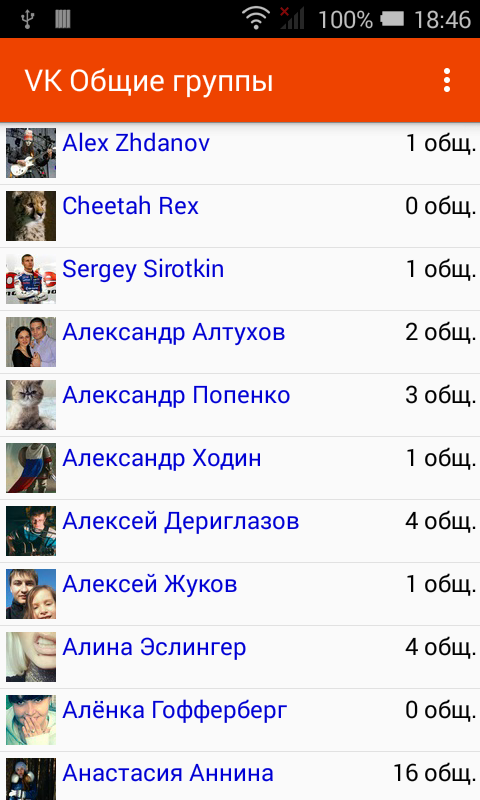 100% 18:46
VK Общие группы
Alex Zhdanov 1 общ.
Cheetah Rex 0 общ.
Sergey Sirotkin 1 общ.
Александр Алтухов 2 общ.
Александр Попенко 3 общ.
Александр Ходин 1 общ.
Алексей Дериглазов 4 общ.
Алексей Жуков 1 общ.
Алина Эслингер 4 общ.
Алёнка Гофферберг 0 общ.
Анастасия Аннина 16 общ.